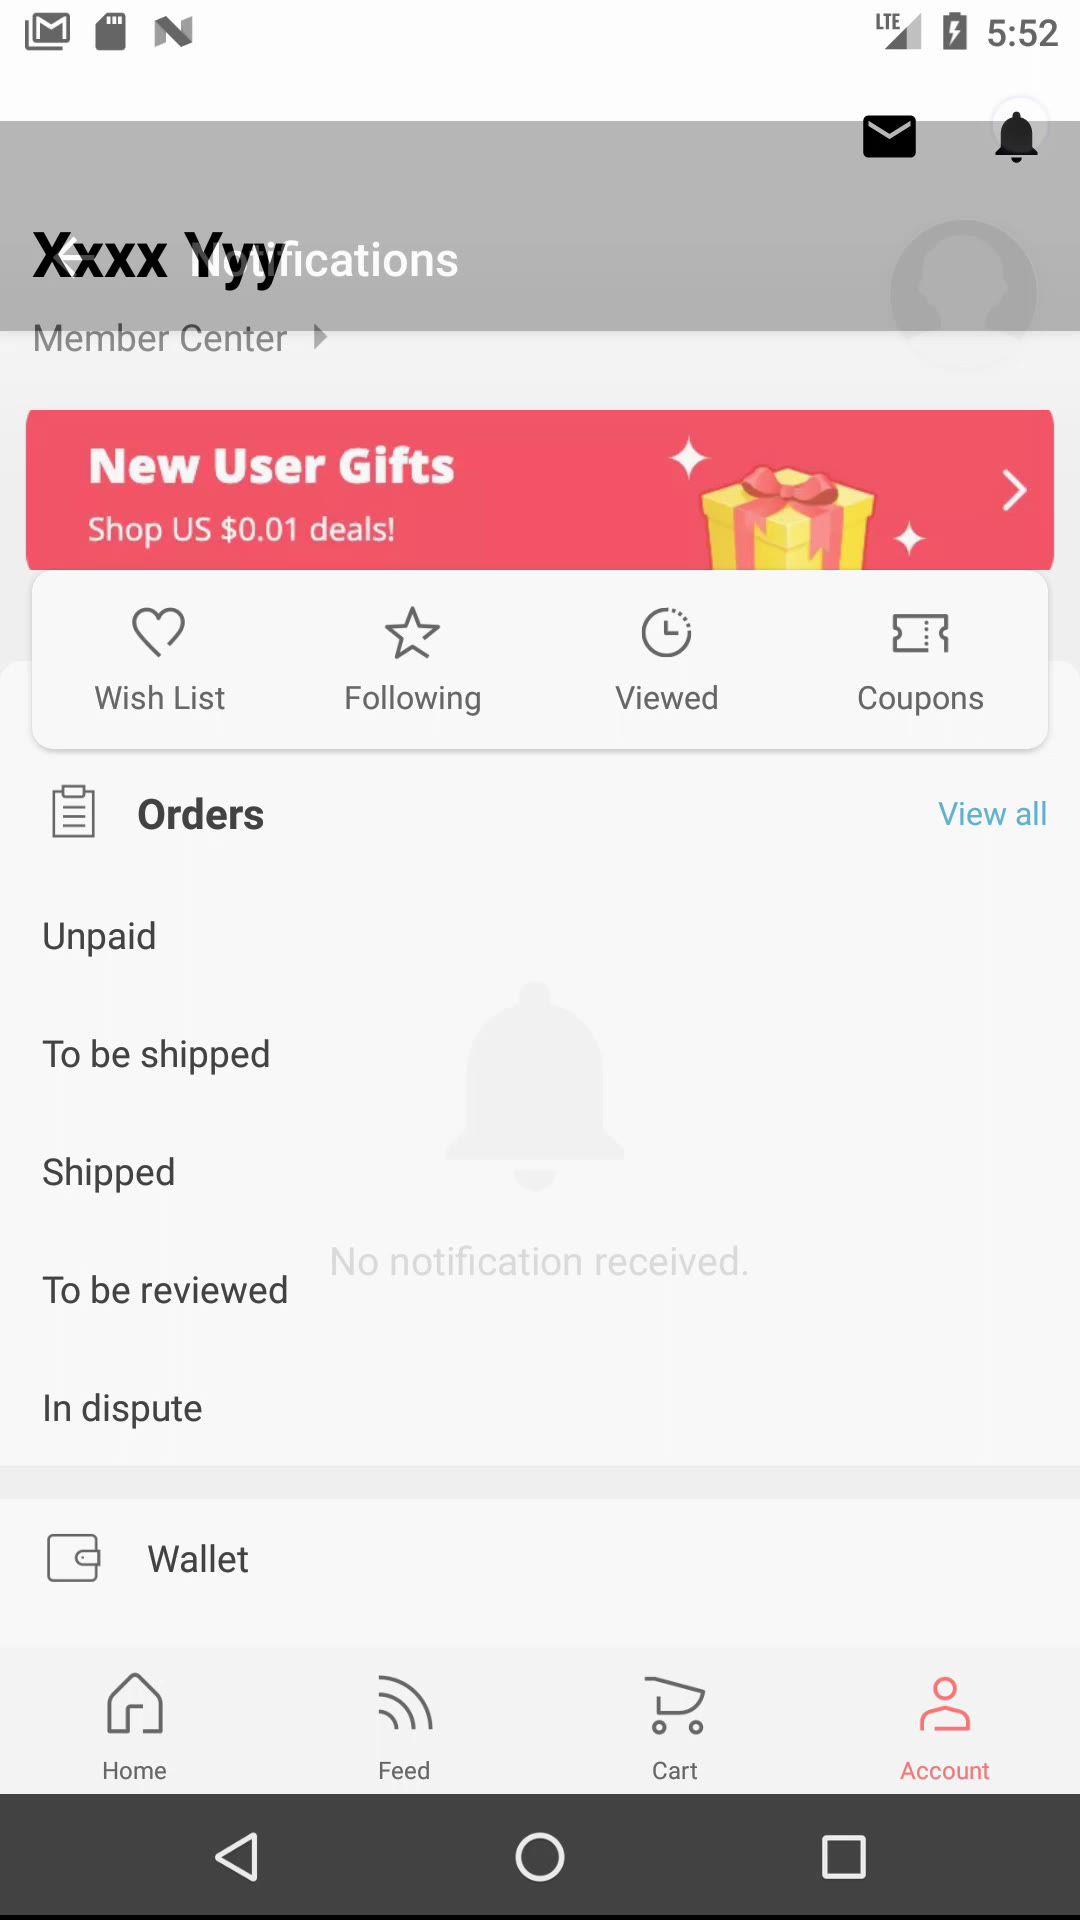 LTE 5:52
Xxxx Yyy
Notifications
Member Center
New User Gifts
Shop US $0.01 deals!
Wish List Following Viewed Coupons
Orders View all
Unpaid
To be shipped
Shipped
No notification received.
To be reviewed
In dispute
Wallet
Home Feed Cart Account